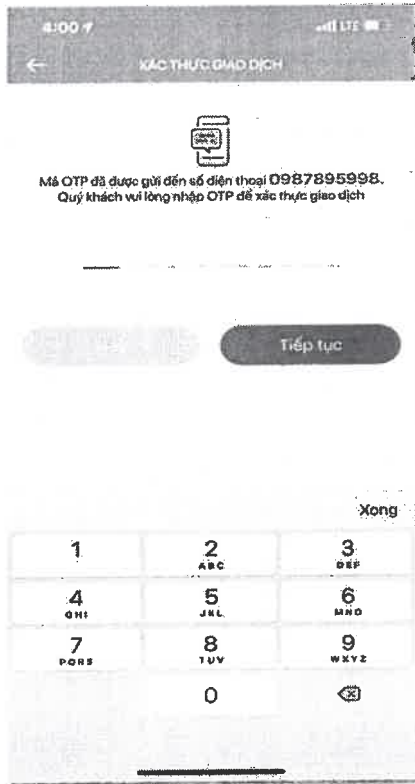 4:00
LTE
XÁC THỰC GIAO DỊCH
Mã OTP đã được gửi đến số điện thoại 0987895998.
Quý khách vui lòng nhập OTP để xác thực giao dịch
Tiếp tục
Xong
1
2
ABC
3
DEF
4
GHI
5
JKL
6
MNO
7
PQRS
8
TUV
9
WXYZ
0